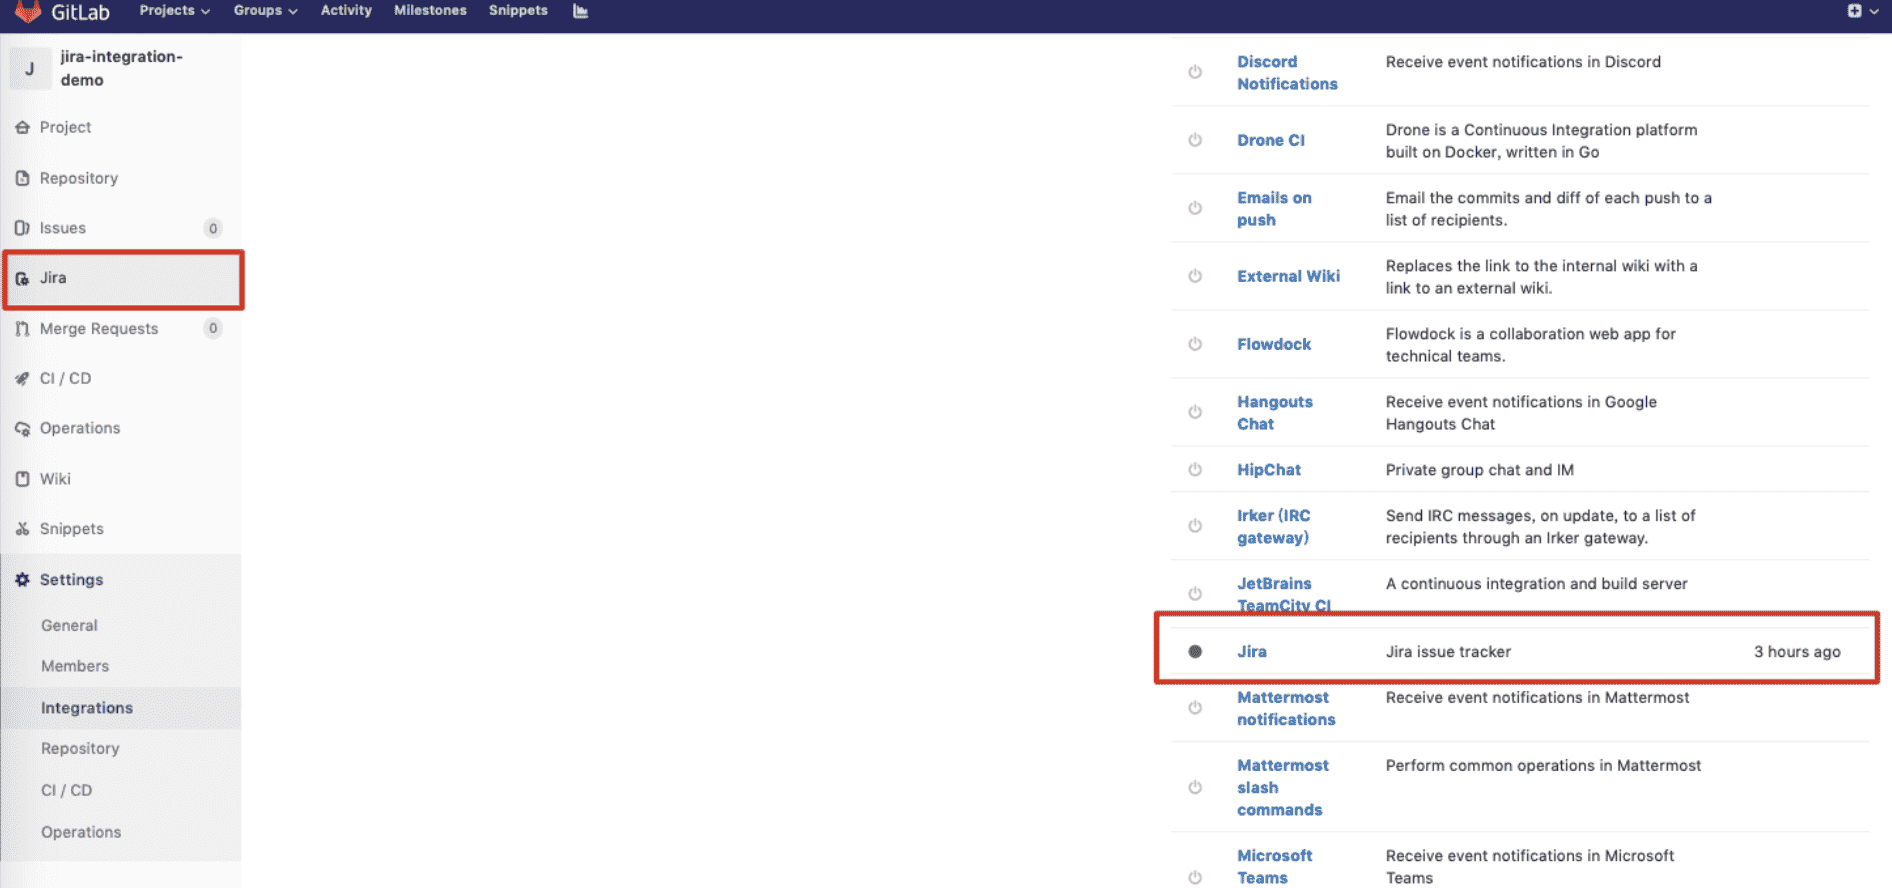 GitLab
Projects
Groups
Activity
Milestones
Snippets
J
jira-integration-
demo
Project
Repository
Issues
0
Jira
Merge Requests
0
CI / CD
Operations
Wiki
Snippets
Settings
General
Members
Integrations
Repository
CI / CD
Operations
Discord
Notifications
Receive event notifications in Discord
Drone CI
Drone is a Continuous Integration platform
built on Docker, written in Go
Emails on
push
Email the commits and diff of each push to a
list of recipients.
External Wiki
Replaces the link to the internal wiki with a
link to an external wiki.
Flowdock
Flowdock is a collaboration web app for
technical teams.
Hangouts
Chat
Receive event notifications in Google
Hangouts Chat
HipChat
Private group chat and IM
Irker (IRC
gateway)
Send IRC messages, on update, to a list of
recipients through an Irker gateway.
JetBrains
TeamCity CI
A continuous integration and build server
Jira
Jira issue tracker
3 hours ago
Mattermost
notifications
Receive event notifications in Mattermost
Mattermost
slash
commands
Perform common operations in Mattermost
Microsoft
Teams
Receive event notifications in Microsoft
Teams